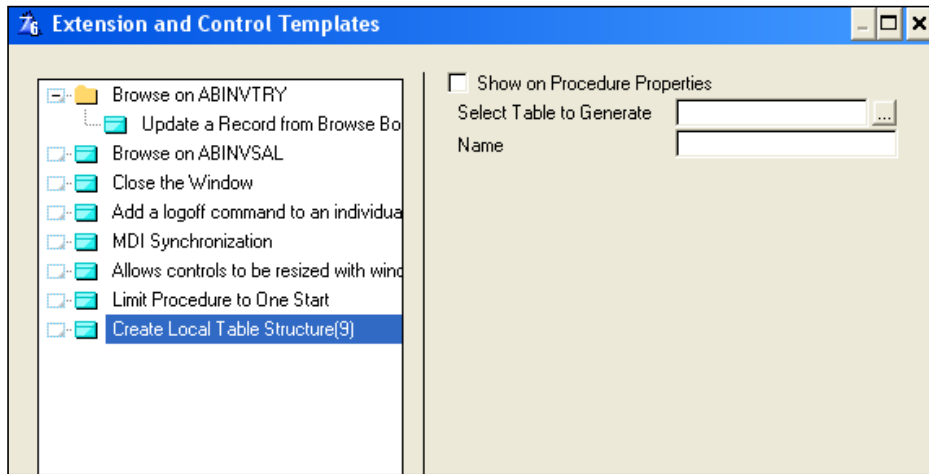 Extension and Control Templates
Browse on ABINVTRY
Update a Record from Browse Bo
Browse on ABINVSAL
Close the Window
Add a logoff command to an individua
MDI Synchronization
Allows controls to be resized with wind
Limit Procedure to One Start
Create Local Table Structure(9)
Show on Procedure Properties
Select Table to Generate ...
Name